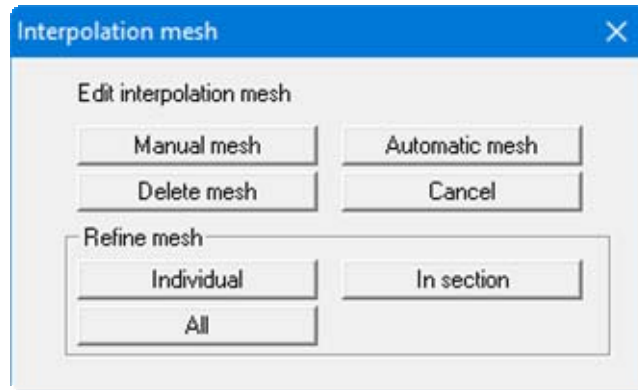 Interpolation mesh
Edit interpolation mesh
Manual mesh
Automatic mesh
Delete mesh
Cancel
Refine mesh
Individual
In section
All